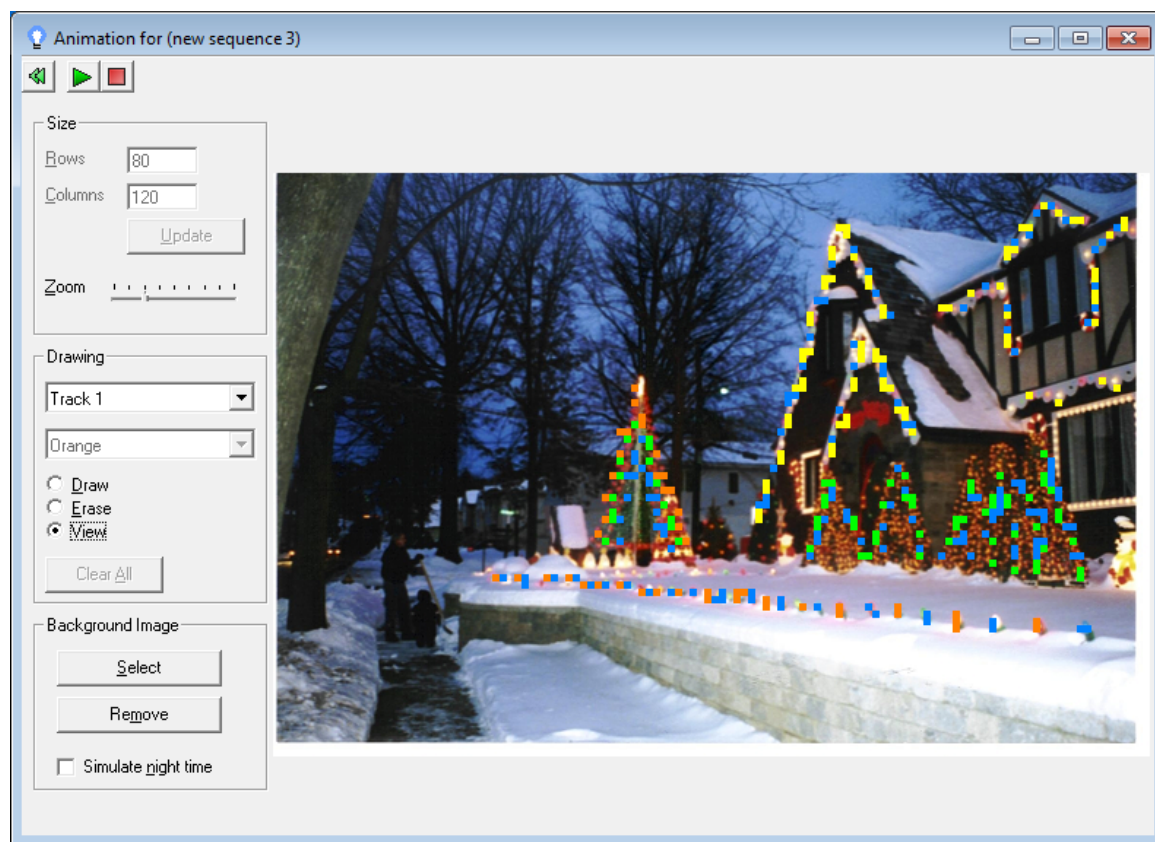 Animation for (new sequence 3)
Size
Rows 80
Columns 120
Update
Zoom
Drawing
Track 1
Orange
Draw
Erase
View
Clear All
Background Image
Select
Remove
Simulate night time